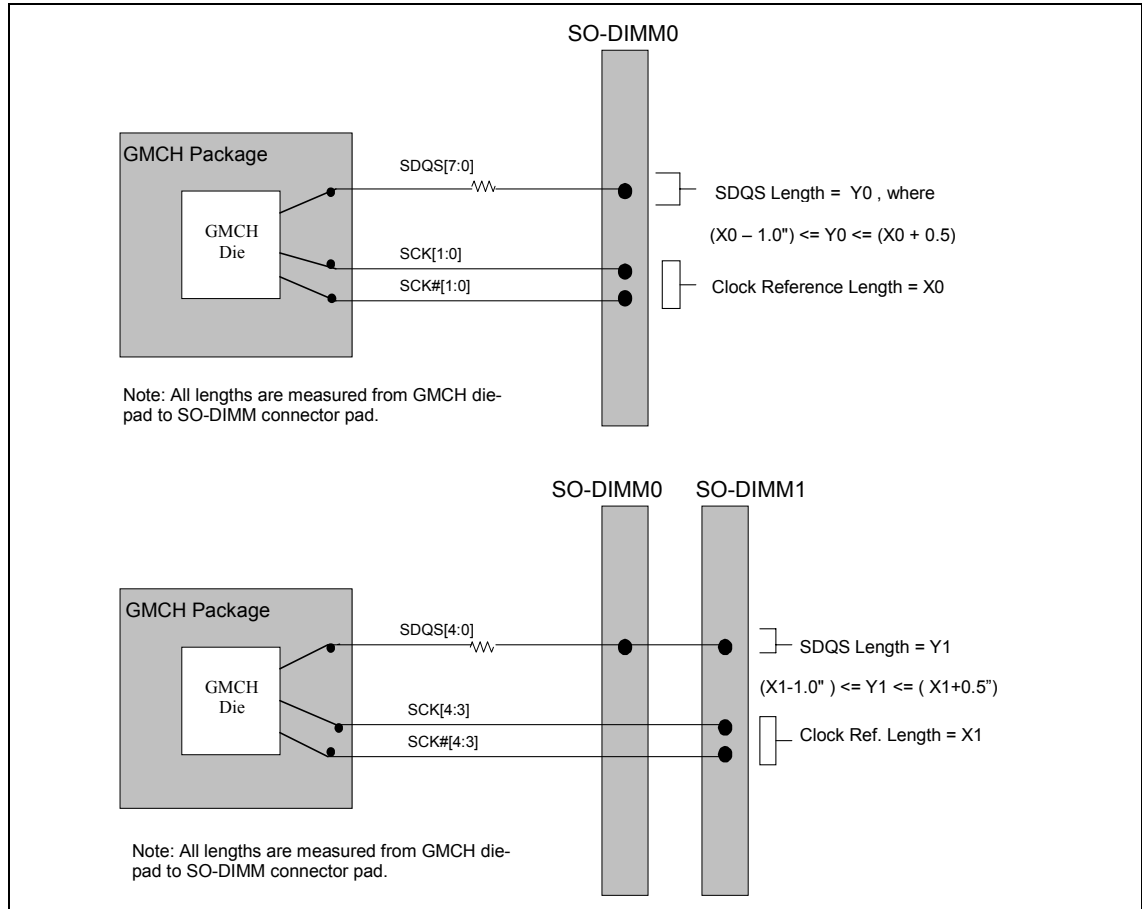 SO-DIMM0
GMCH Package
SDQS[7:0]
SDQS Length = Y0 , where
GMCH
Die
(X0 – 1.0") <= Y0 <= (X0 + 0.5)
SCK[1:0]
SCK#[1:0]
Clock Reference Length = X0
Note: All lengths are measured from GMCH die-
pad to SO-DIMM connector pad.
SO-DIMM0 SO-DIMM1
GMCH Package
SDQS[4:0]
SDQS Length = Y1
GMCH
Die
(X1-1.0" ) <= Y1 <= ( X1+0.5”)
SCK[4:3]
SCK#[4:3]
Clock Ref. Length = X1
Note: All lengths are measured from GMCH die-
pad to SO-DIMM connector pad.